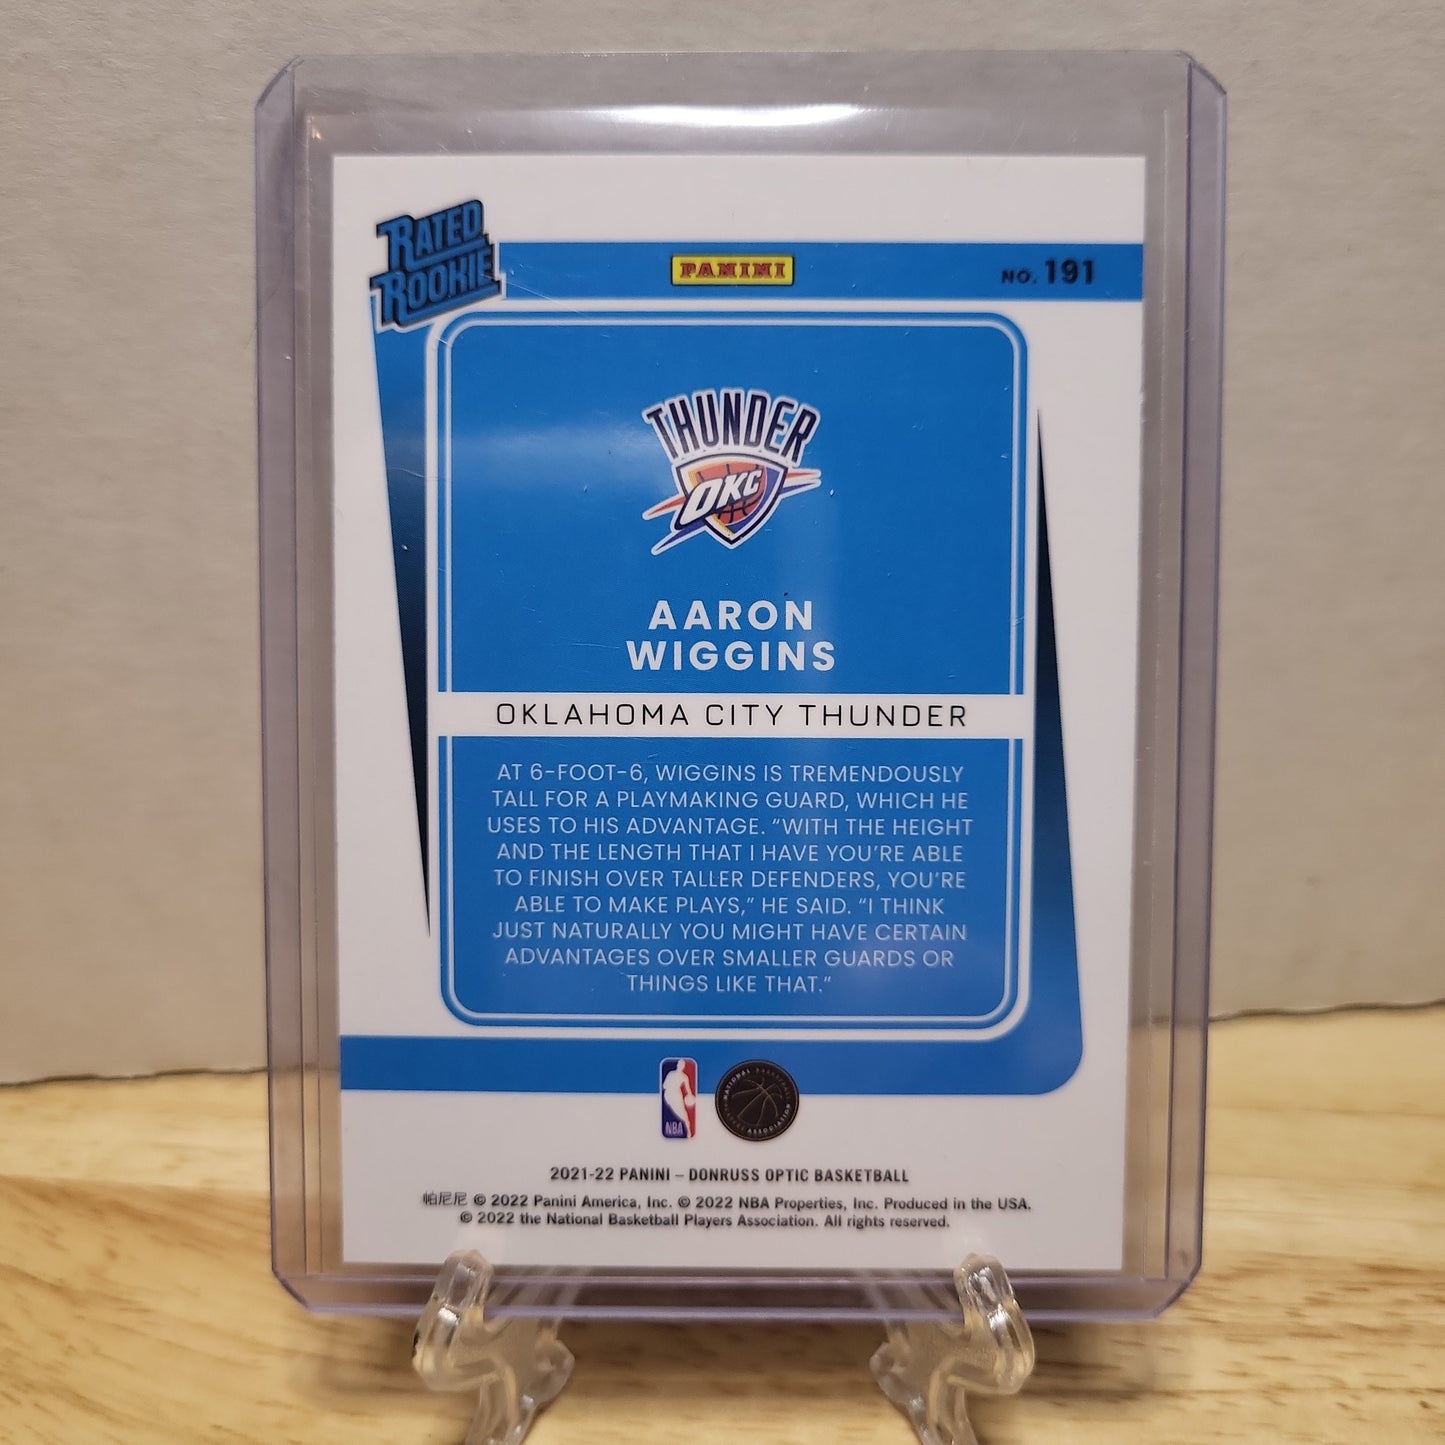 RATED
ROOKIE
PANINI
NO. 191
THUNDER
OKC
AARON
WIGGINS
OKLAHOMA CITY THUNDER
AT 6-FOOT-6, WIGGINS IS TREMENDOUSLY
TALL FOR A PLAYMAKING GUARD, WHICH HE
USES TO HIS ADVANTAGE. “WITH THE HEIGHT
AND THE LENGTH THAT I HAVE YOU’RE ABLE
TO FINISH OVER TALLER DEFENDERS, YOU’RE
ABLE TO MAKE PLAYS,” HE SAID. “I THINK
JUST NATURALLY YOU MIGHT HAVE CERTAIN
ADVANTAGES OVER SMALLER GUARDS OR
THINGS LIKE THAT.”
NBA
NATIONAL BASKETBALL
ASSOCIATION
2021-22 PANINI – DONRUSS OPTIC BASKETBALL
帕尼尼 © 2022 Panini America, Inc. © 2022 NBA Properties, Inc. Produced in the USA.
© 2022 the National Basketball Players Association. All rights reserved.